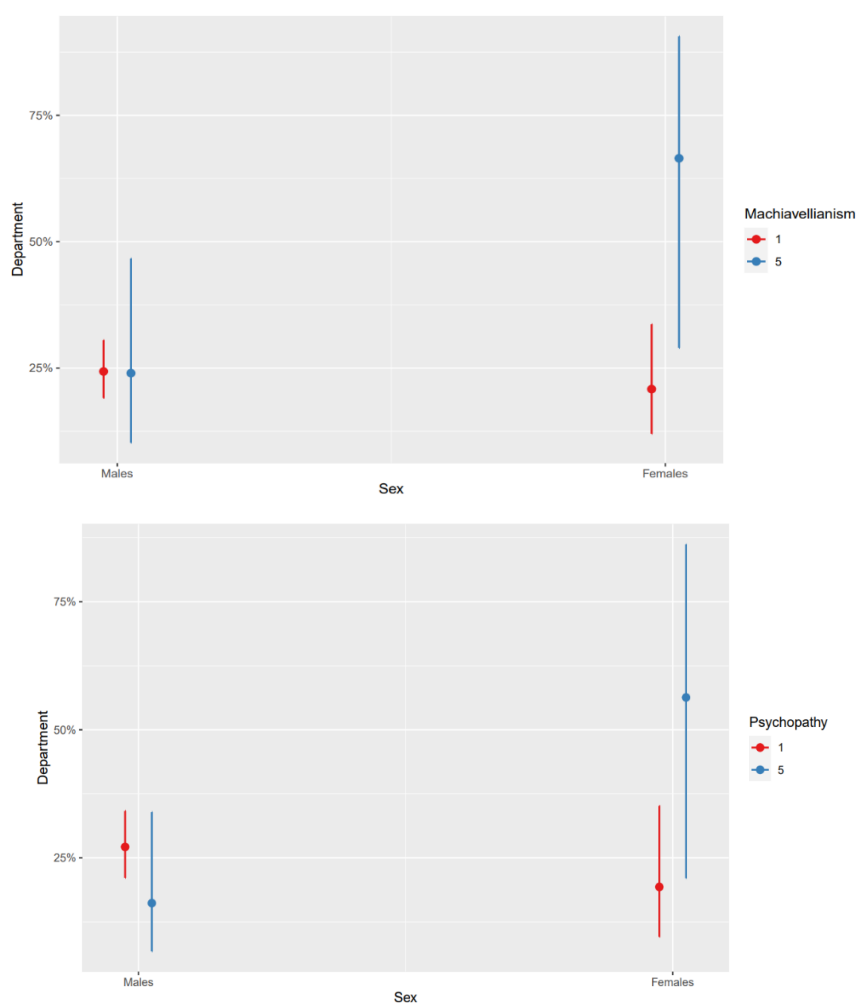 75%
50%
25%
Department
Males
Females
Sex
Machiavellianism
1
5
75%
50%
25%
Department
Males
Females
Sex
Psychopathy
1
5